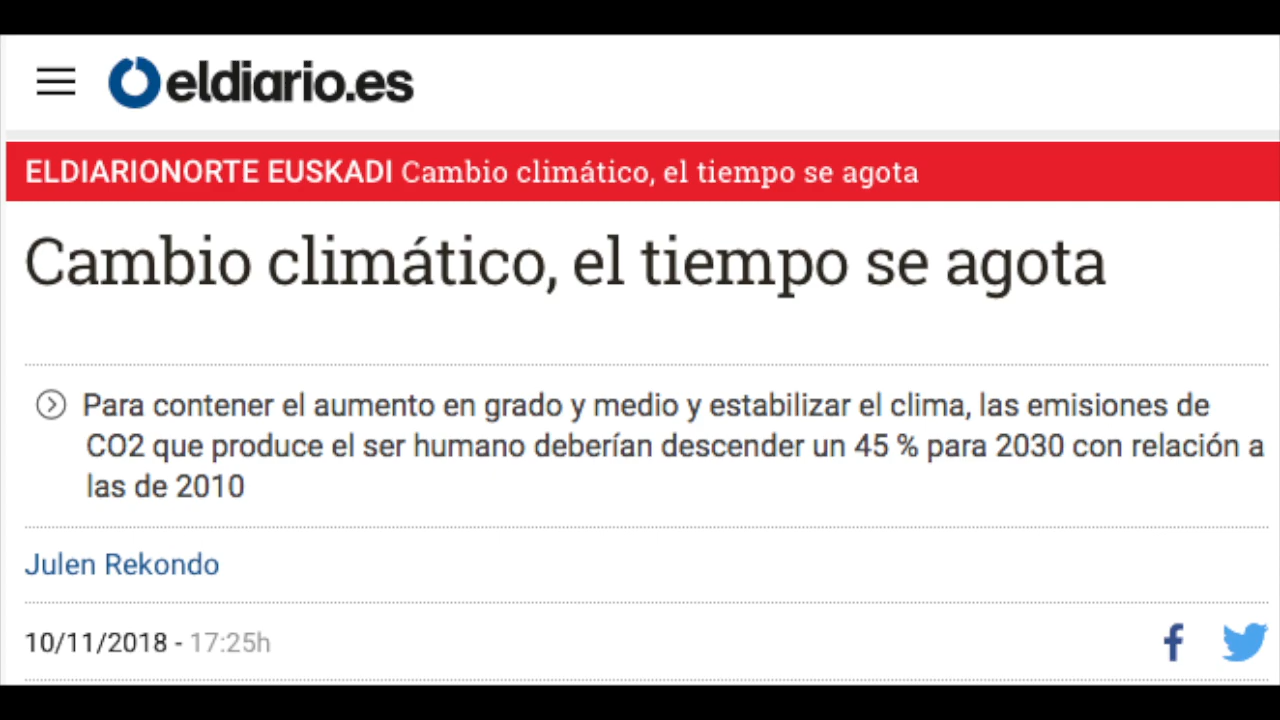 eldiario.es
ELDIARIONORTE EUSKADI Cambio climático, el tiempo se agota
Cambio climático, el tiempo se agota
Para contener el aumento en grado y medio y estabilizar el clima, las emisiones de
CO2 que produce el ser humano deberían descender un 45 % para 2030 con relación a
las de 2010
Julen Rekondo
10/11/2018 - 17:25h